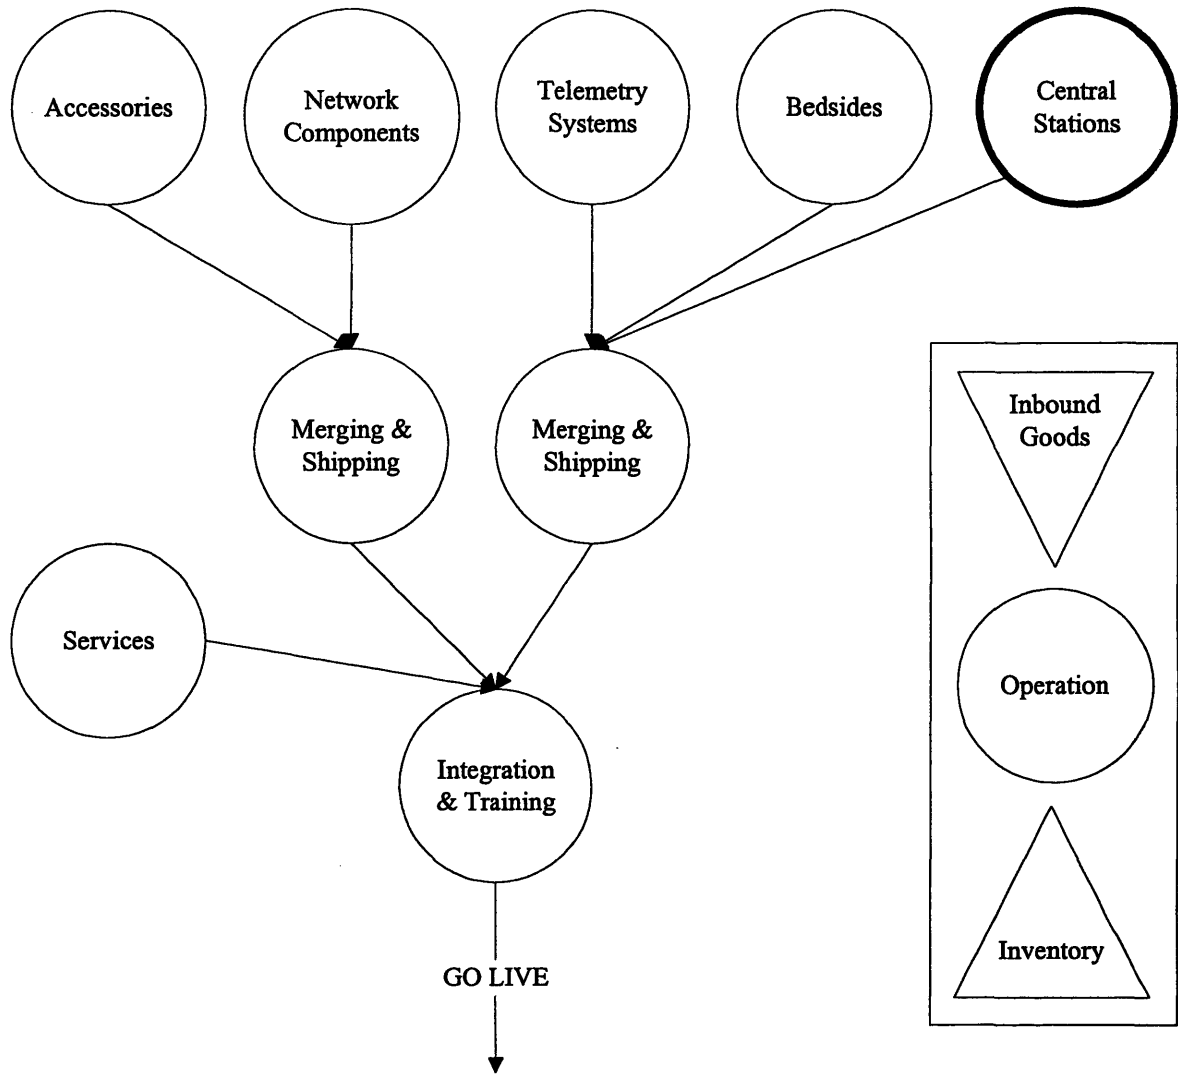 Accessories
Network
Components
Telemetry
Systems
Bedsides
Central
Stations
Merging &
Shipping
Merging &
Shipping
Inbound
Goods
Services
Operation
Integration
& Training
Inventory
GO LIVE